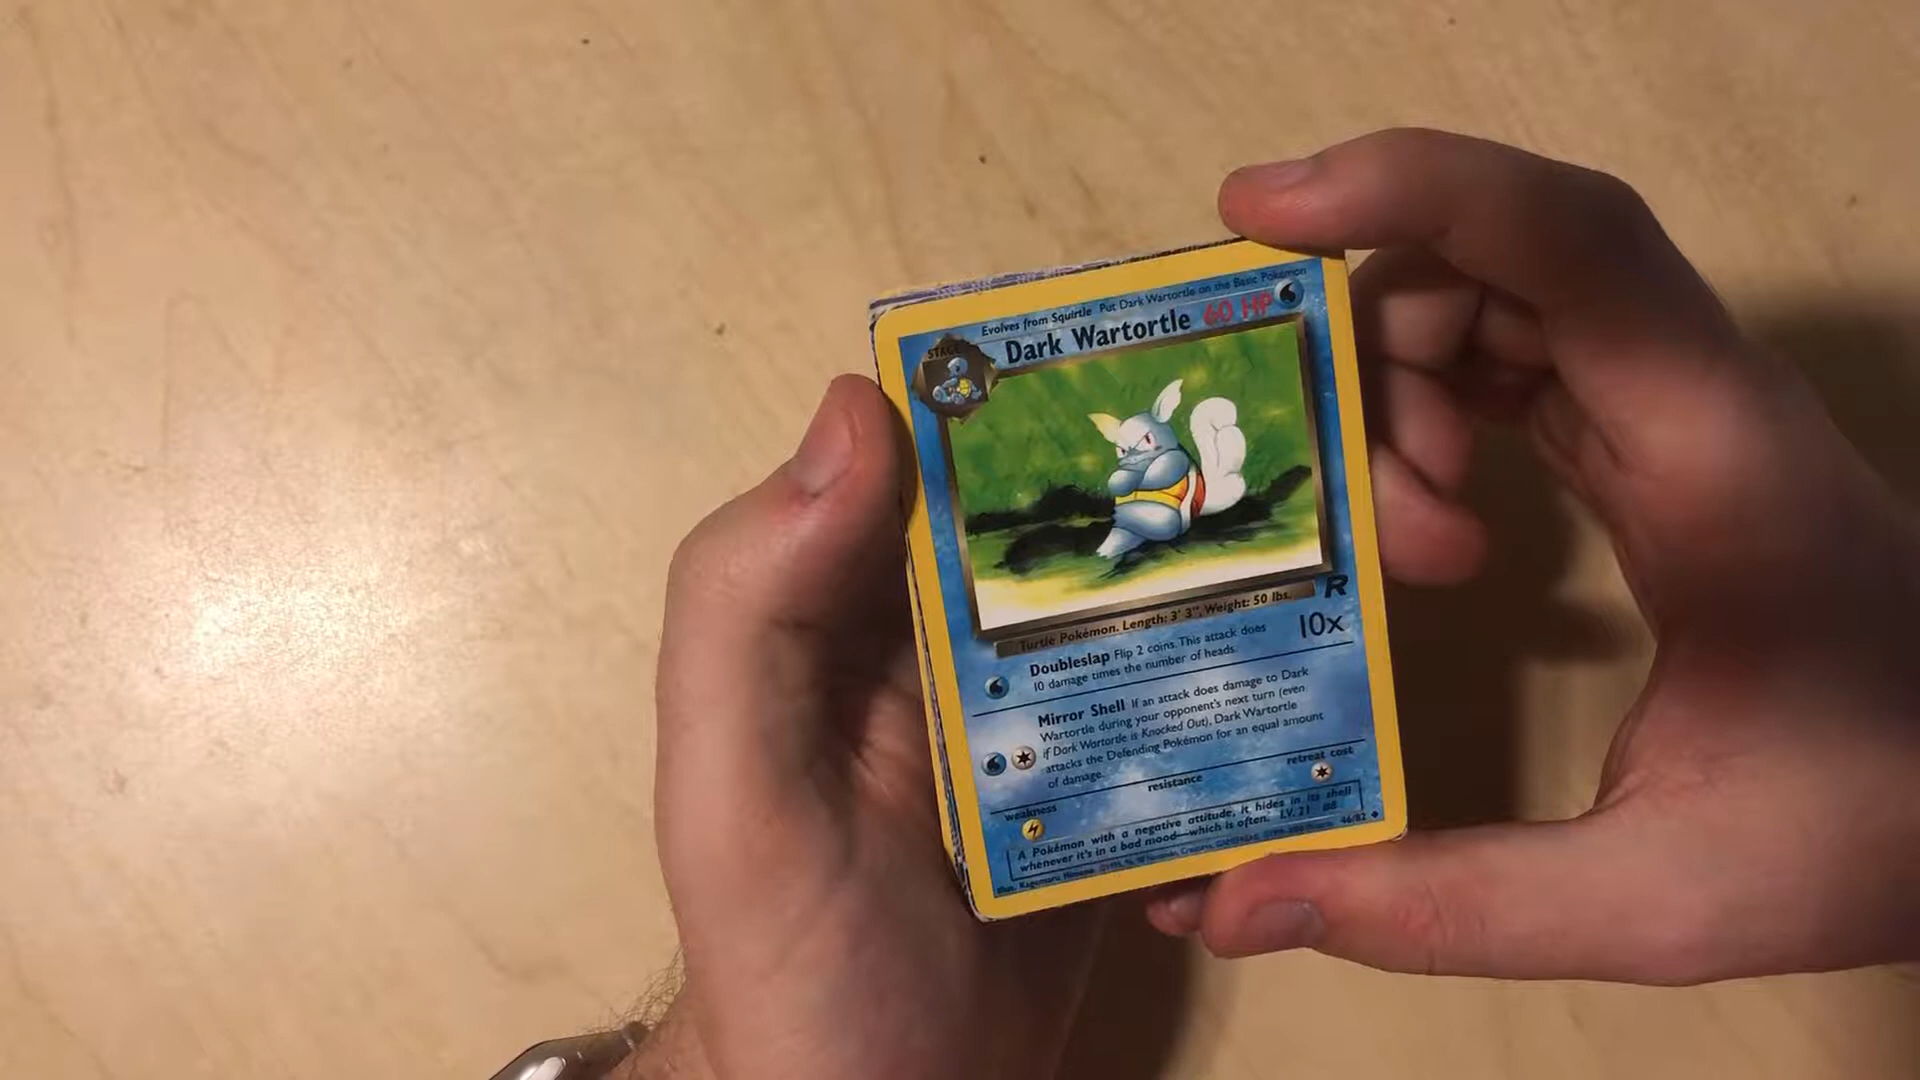 Evolves from Squirtle Put Dark Wartortle on the Basic Pokémon
STAGE
Dark Wartortle 60 HP
R
Turtle Pokémon. Length: 3' 3", Weight: 50 lbs.
Doubleslap Flip 2 coins. This attack does
10 damage times the number of heads.
10x
Mirror Shell If an attack does damage to Dark
Wartortle during your opponent's next turn (even
if Dark Wartortle is Knocked Out), Dark Wartortle
attacks the Defending Pokémon for an equal amount
of damage.
weakness resistance retreat cost
A Pokémon with a negative attitude, it hides in its shell
whenever it's in a bad mood—which is often. LV. 21 #8
Illus. Kagemaru Himeno
46/82